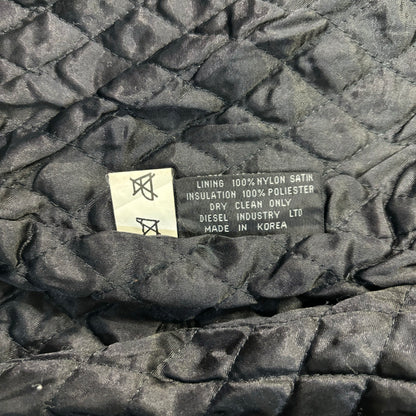 LINING 100% NYLON SATIN
INSULATION 100% POLIESTER
DRY CLEAN ONLY
DIESEL INDUSTRY LTD
MADE IN KOREA